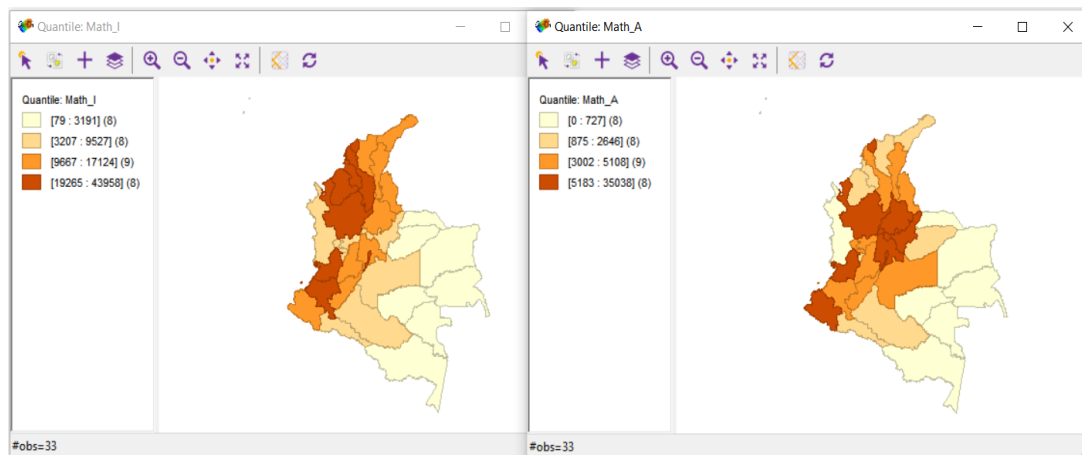 Quantile: Math_I
Quantile: Math_I
[79 : 3191] (8)
[3207 : 9527] (8)
[9667 : 17124] (9)
[19265 : 43958] (8)
#obs=33
Quantile: Math_A
Quantile: Math_A
[0 : 727] (8)
[875 : 2646] (8)
[3002 : 5108] (9)
[5183 : 35038] (8)
#obs=33